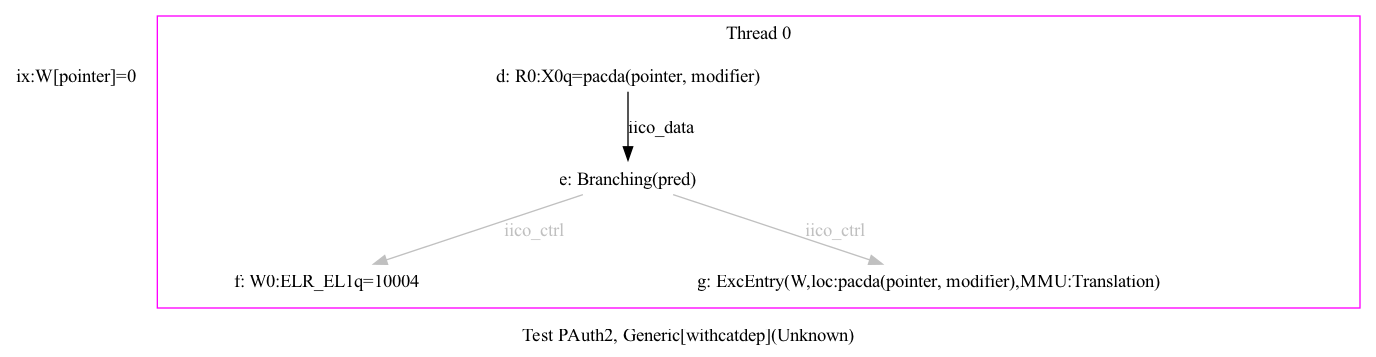 Thread 0
ix:W[pointer]=0
d: R0:X0q=pacda(pointer, modifier)
iico_data
e: Branching(pred)
iico_ctrl
iico_ctrl
f: W0:ELR_EL1q=10004
g: ExcEntry(W,loc:pacda(pointer, modifier),MMU:Translation)
Test PAuth2, Generic[withcatdep](Unknown)